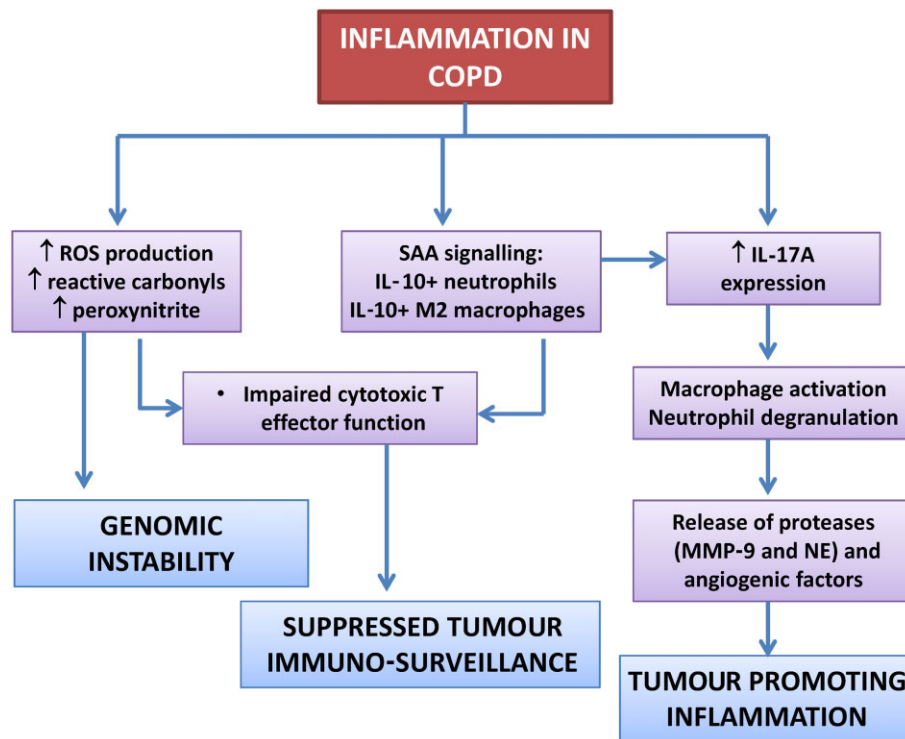 INFLAMMATION IN
COPD
↑ ROS production
↑ reactive carbonyls
↑ peroxynitrite
SAA signalling:
IL-10+ neutrophils
IL-10+ M2 macrophages
↑ IL-17A
expression
• Impaired cytotoxic T
effector function
Macrophage activation
Neutrophil degranulation
GENOMIC
INSTABILITY
Release of proteases
(MMP-9 and NE) and
angiogenic factors
SUPPRESSED TUMOUR
IMMUNO-SURVEILLANCE
TUMOUR PROMOTING
INFLAMMATION